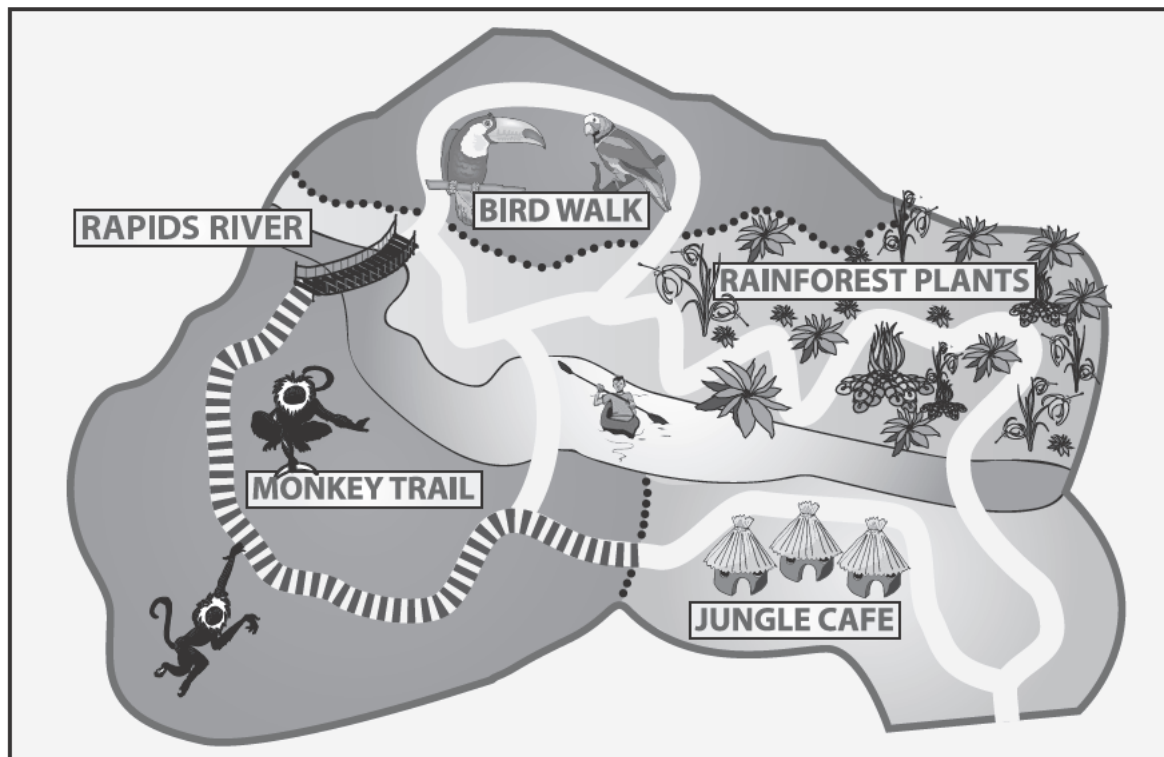 BIRD WALK
RAPIDS RIVER
RAINFOREST PLANTS
MONKEY TRAIL
JUNGLE CAFE